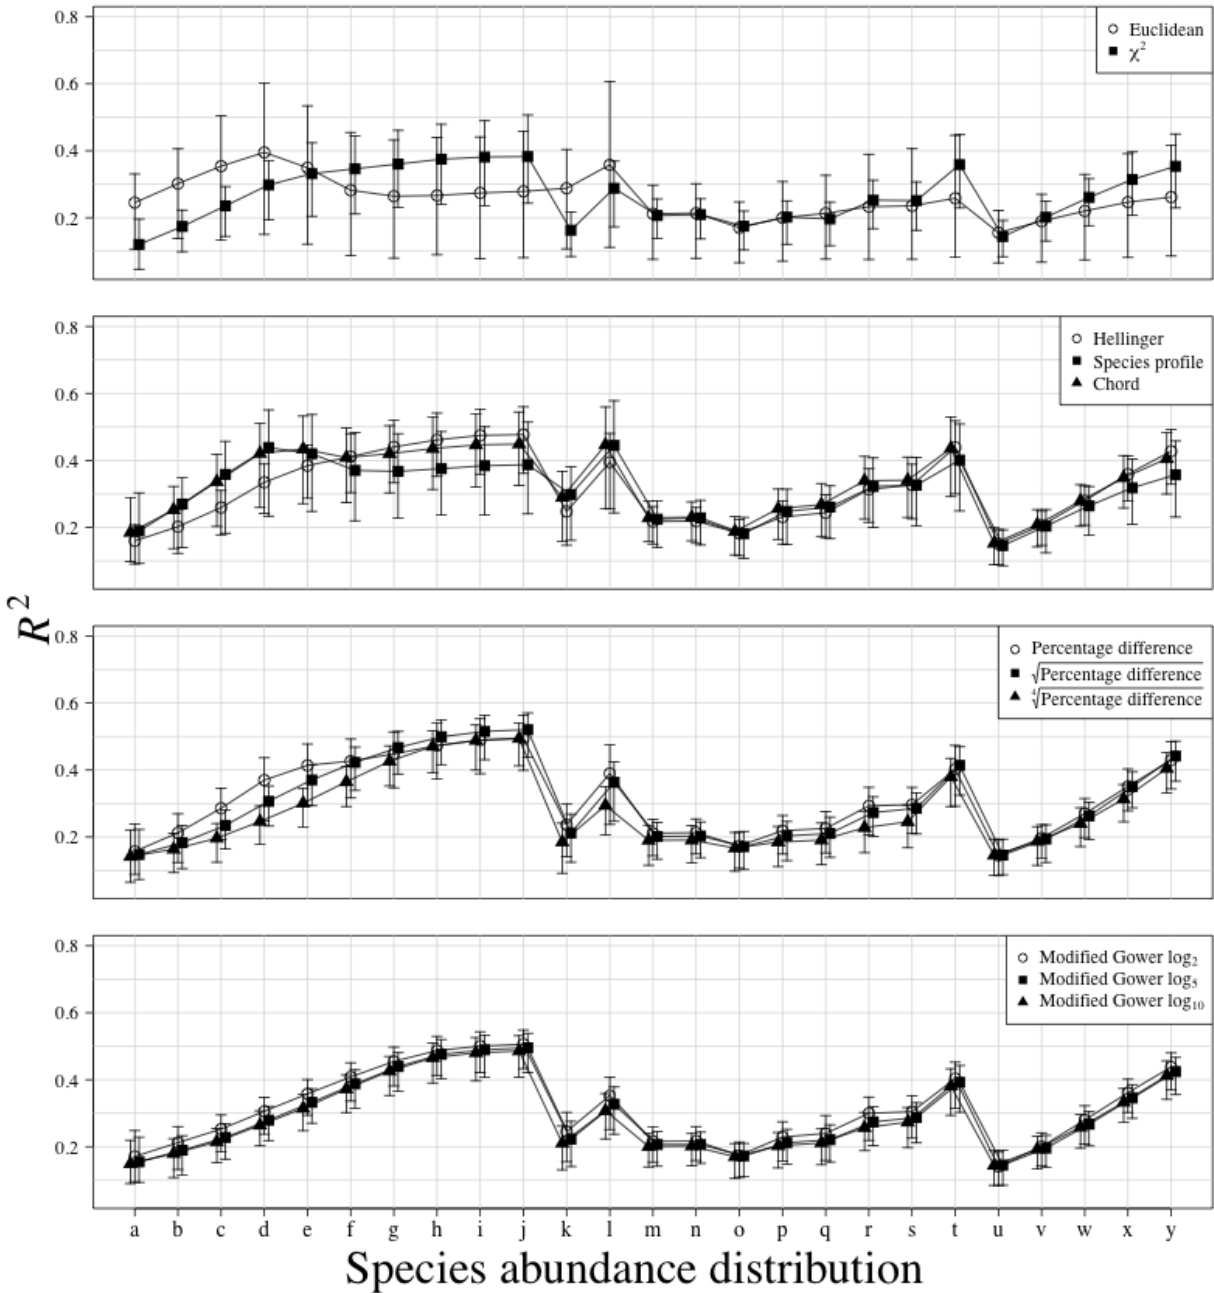 0.8
0.6
0.4
0.2
Euclidean
χ²
0.8
0.6
0.4
0.2
Hellinger
Species profile
Chord
R²
0.8
0.6
0.4
0.2
Percentage difference
√Percentage difference
∜Percentage difference
0.8
0.6
0.4
0.2
Modified Gower log₂
Modified Gower log₅
Modified Gower log₁₀
a b c d e f g h i j k l m n o p q r s t u v w x y
Species abundance distribution